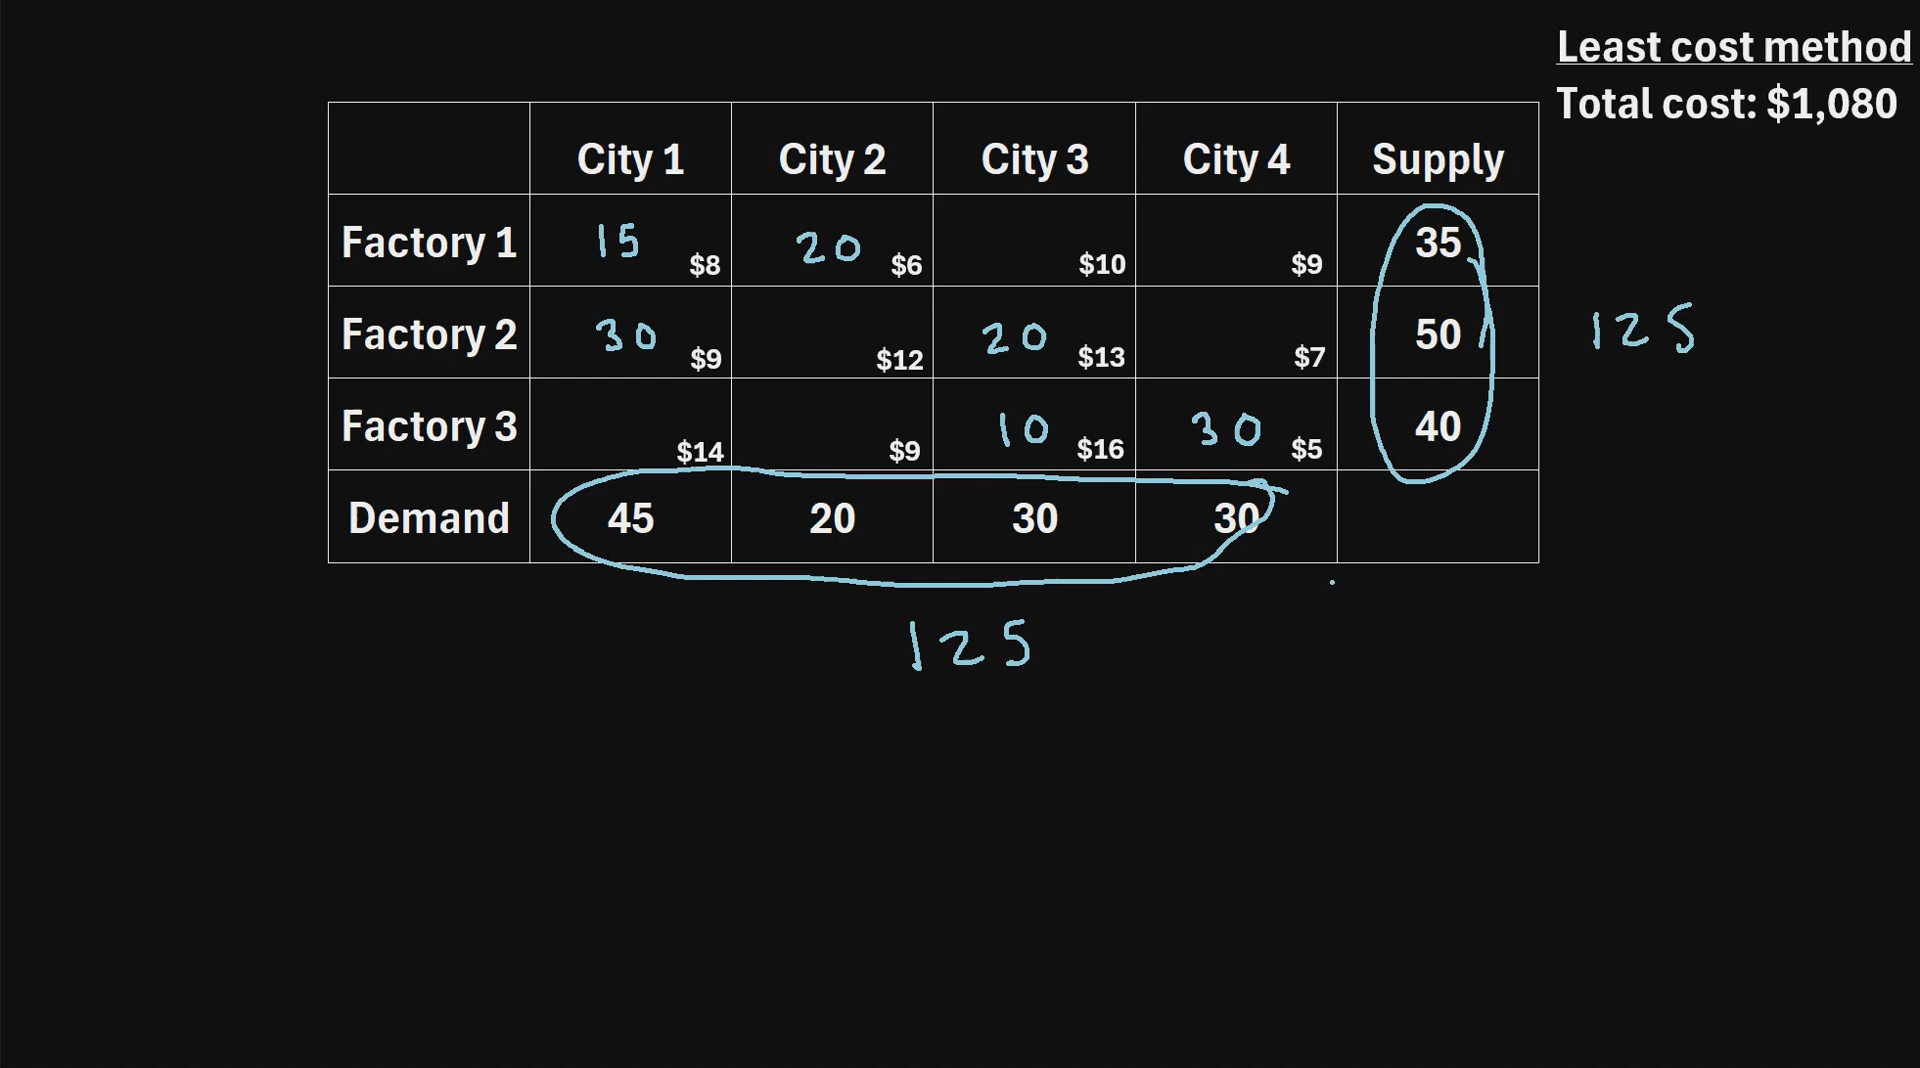 Least cost method
Total cost: $1,080
City 1 City 2 City 3 City 4 Supply
Factory 1 15 $8 20 $6 $10 $9 35
Factory 2 30 $9 $12 20 $13 $7 50 125
Factory 3 $14 $9 10 $16 30 $5 40
Demand 45 20 30 30
125